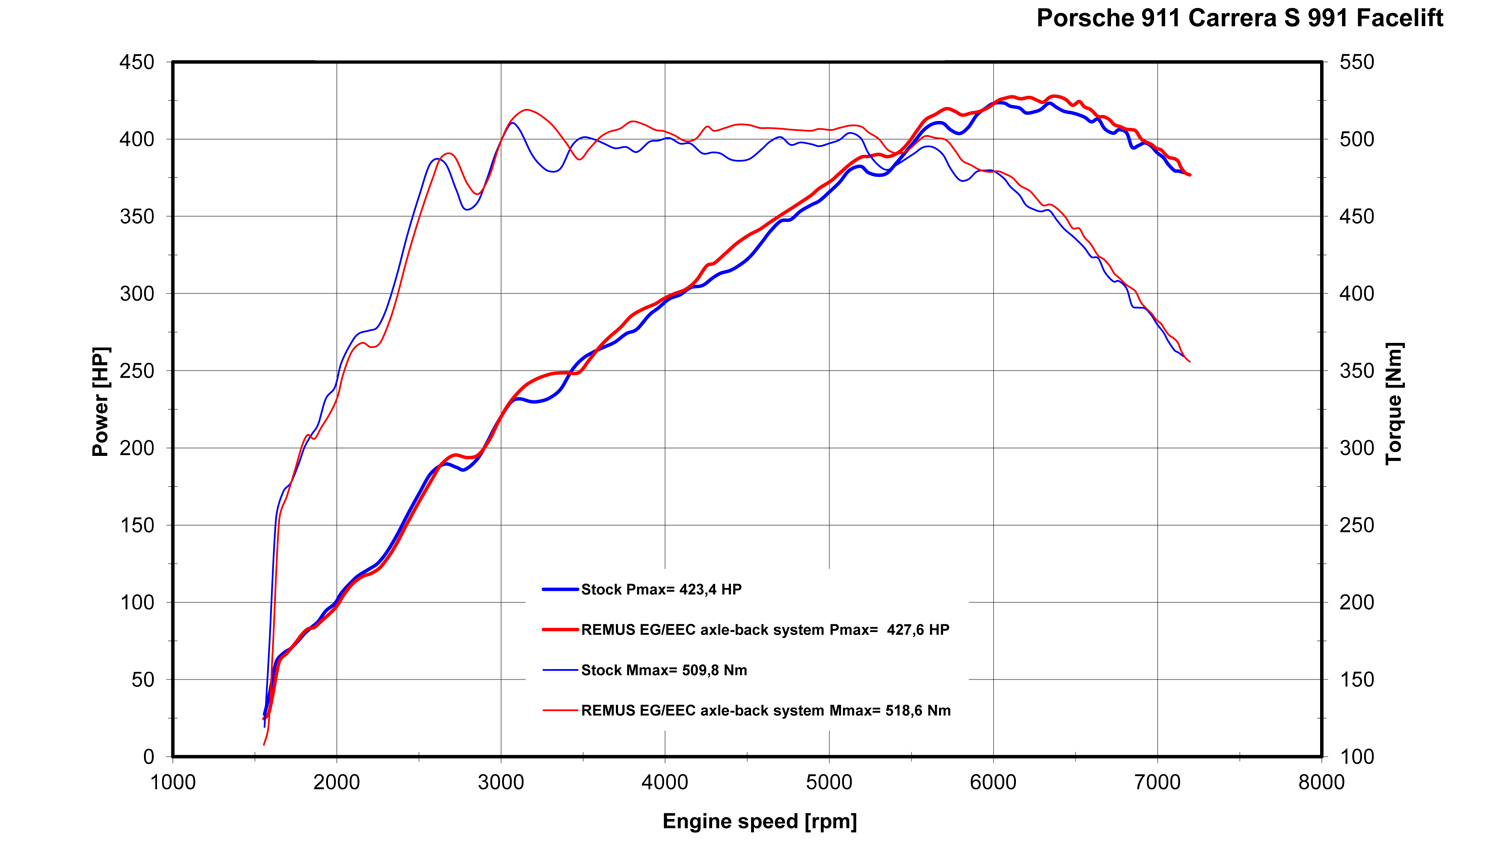 Porsche 911 Carrera S 991 Facelift
450
400
350
300
250
200
150
100
50
0
Power [HP]
550
500
450
400
350
300
250
200
150
100
Torque [Nm]
Stock Pmax= 423,4 HP
REMUS EG/EEC axle-back system Pmax=  427,6 HP
Stock Mmax= 509,8 Nm
REMUS EG/EEC axle-back system Mmax= 518,6 Nm
1000 2000 3000 4000 5000 6000 7000 8000
Engine speed [rpm]